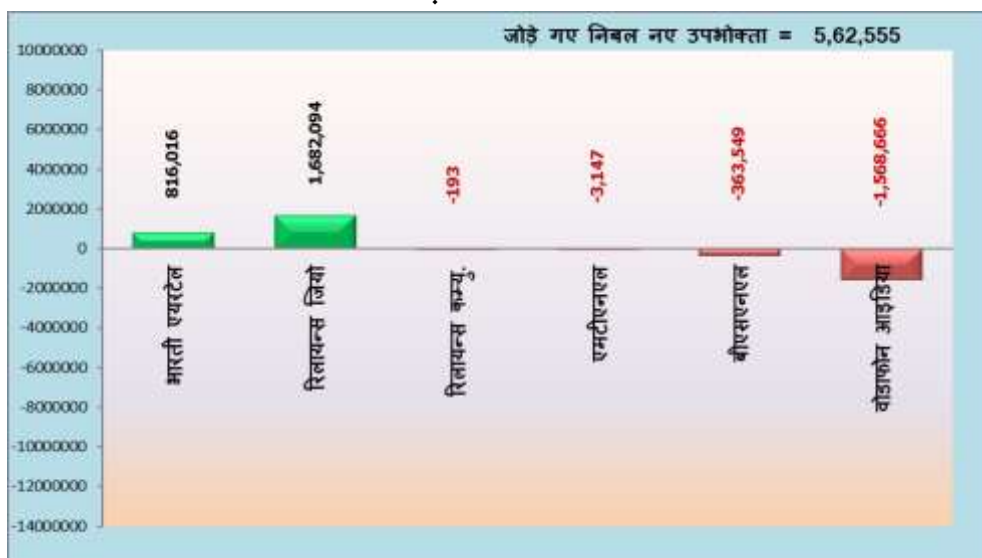 जोड़े गए निबल नए उपभोक्ता = 5,62,555
10000000
8000000
6000000
4000000
2000000
0
-2000000
-4000000
-6000000
-8000000
-10000000
-12000000
-14000000
816,016
1,682,094
-193
-3,147
-363,549
-1,568,666
भारती एयरटेल
रिलायन्स जियो
रिलायन्स कम्यु.
एमटीएनएल
बीएसएनएल
वोडाफोन आइडिया